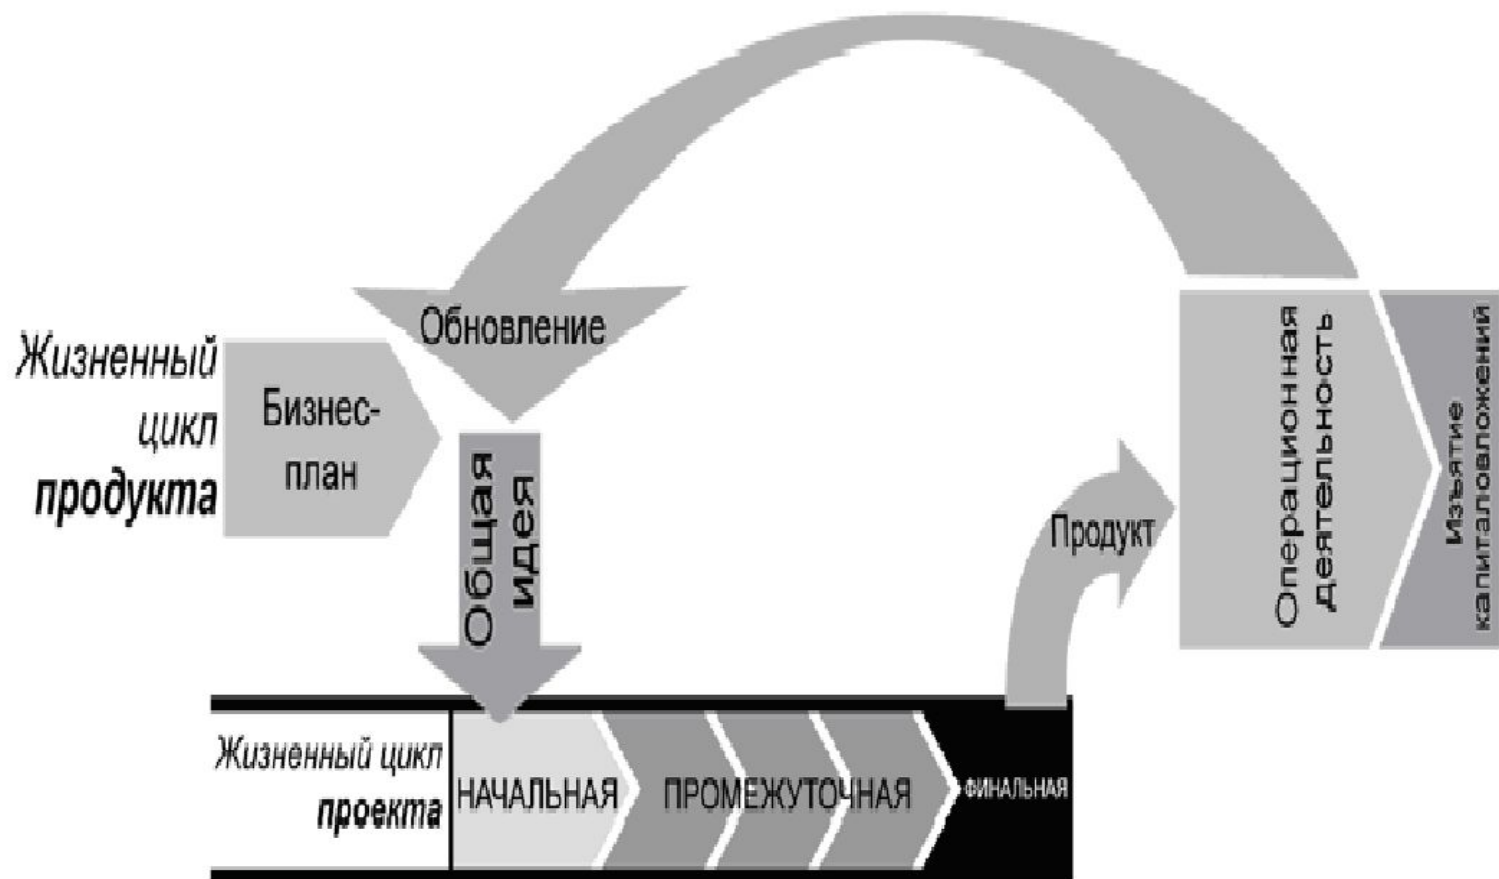 Обновление
Жизненный
цикл
продукта
Бизнес-
план
Общая
идея
Продукт
Операционная
деятельность
Изъятие
капиталовложений
Жизненный цикл
проекта
НАЧАЛЬНАЯ
ПРОМЕЖУТОЧНАЯ
ФИНАЛЬНАЯ